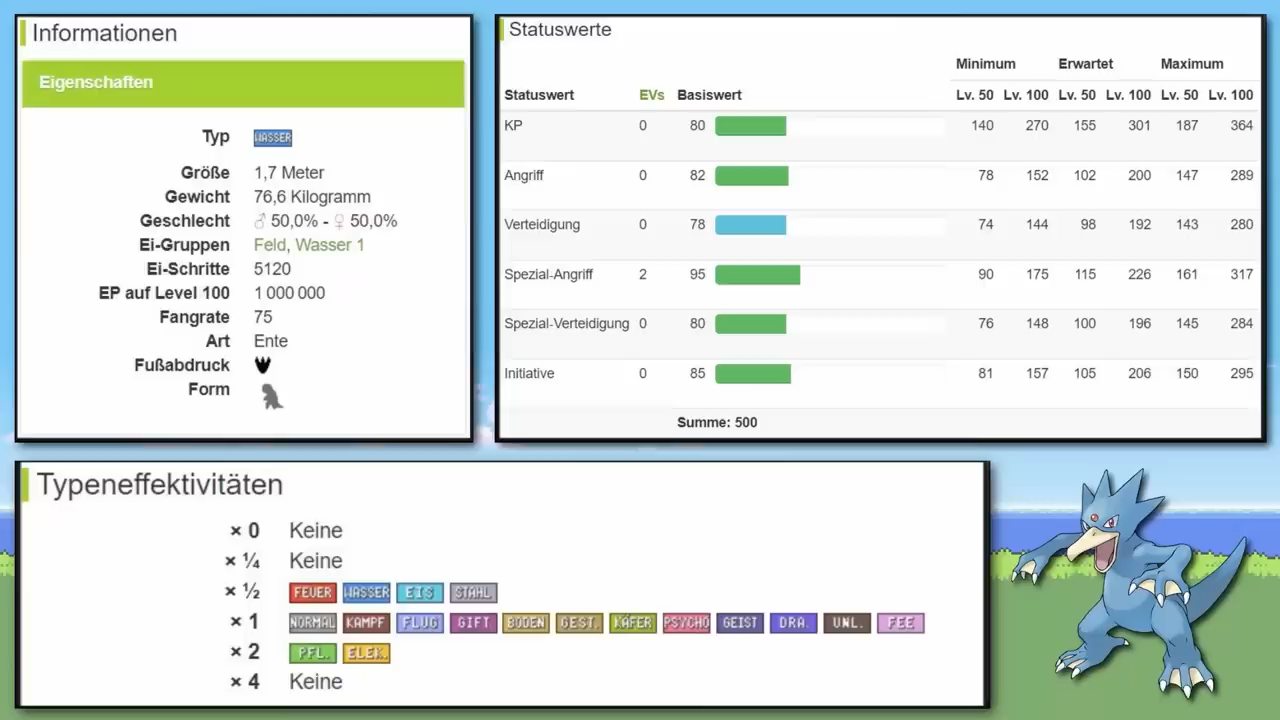 Informationen
Eigenschaften
Typ WASSER
Größe 1,7 Meter
Gewicht 76,6 Kilogramm
Geschlecht ♂ 50,0% - ♀ 50,0%
Ei-Gruppen Feld, Wasser 1
Ei-Schritte 5120
EP auf Level 100 1 000 000
Fangrate 75
Art Ente
Fußabdruck
Form
Statuswerte
Minimum Erwartet Maximum
Statuswert EVs Basiswert Lv. 50 Lv. 100 Lv. 50 Lv. 100 Lv. 50 Lv. 100
KP 0 80 140 270 155 301 187 364
Angriff 0 82 78 152 102 200 147 289
Verteidigung 0 78 74 144 98 192 143 280
Spezial-Angriff 2 95 90 175 115 226 161 317
Spezial-Verteidigung 0 80 76 148 100 196 145 284
Initiative 0 85 81 157 105 206 150 295
Summe: 500
Typeneffektivitäten
× 0 Keine
× ¼ Keine
× ½ FEUER WASSER EIS STAHL
× 1 NORMAL KAMPF FLUG GIFT BODEN GEST. KÄFER PSYCHO GEIST DRA. UNL. FEE
× 2 PFL. ELEK.
× 4 Keine